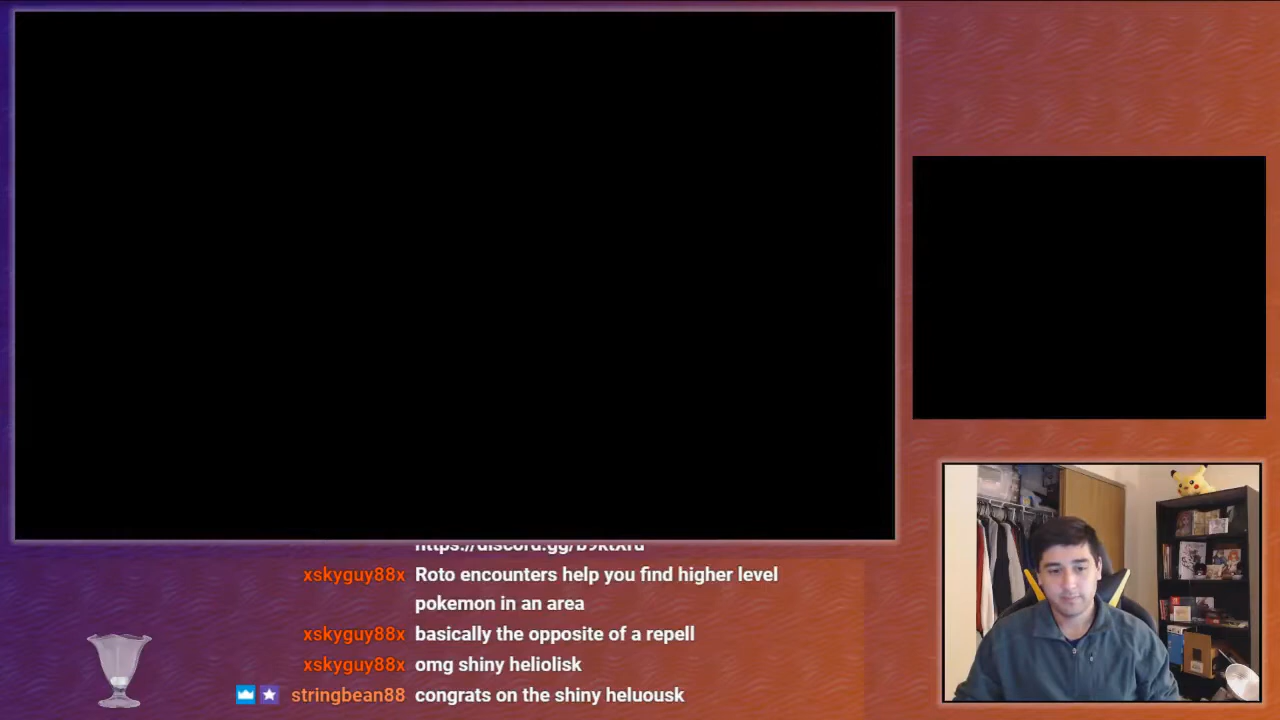 xskyguy88x Roto encounters help you find higher level
pokemon in an area
xskyguy88x basically the opposite of a repell
xskyguy88x omg shiny heliolisk
stringbean88 congrats on the shiny heluousk